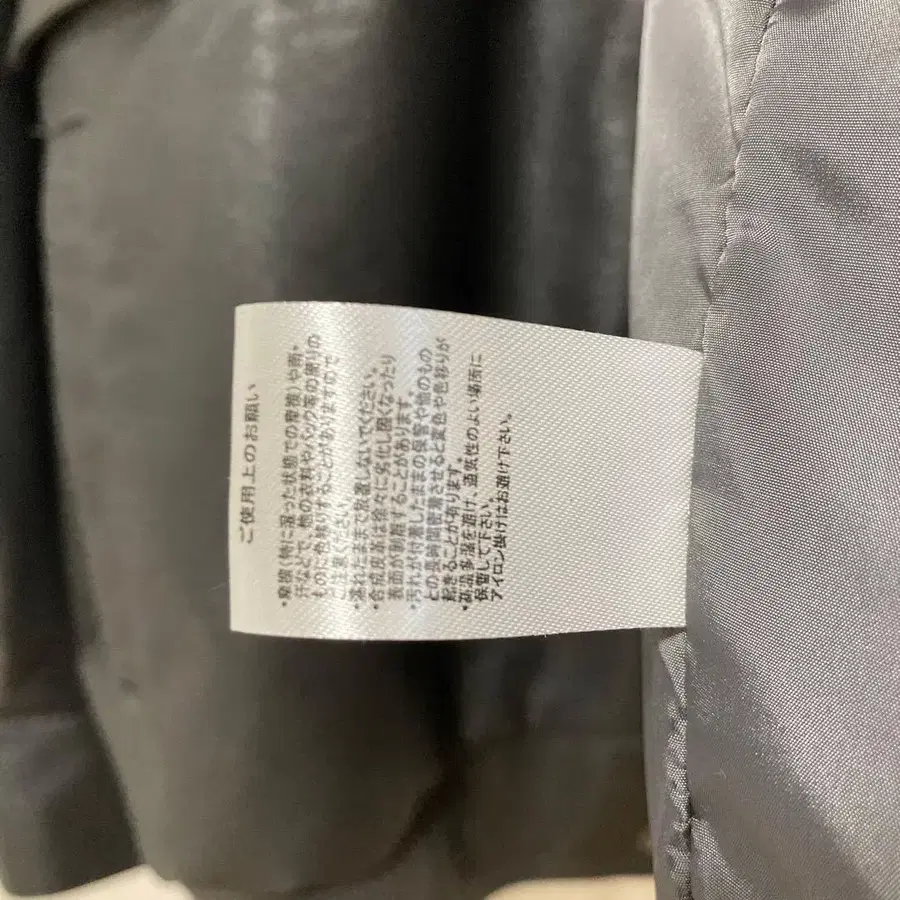 ご使用上のお願い
・摩擦(特に湿った状態での摩擦)や雨・
汗などで、他の衣料やバック等の周りの
ものに色移りすることがありますので
ご注意ください。
・濡れたままで放置しないでください。
・合成皮革は徐々に劣化し固くなったり
表面が剥離することがあります。
・汚れが付着したままの保管や他のもの
との長時間密着させると変色や色移りが
起きることが有ります。
・高温多湿を避け、通気性のよい場所に
保管して下さい。
アイロン掛けはお避け下さい。